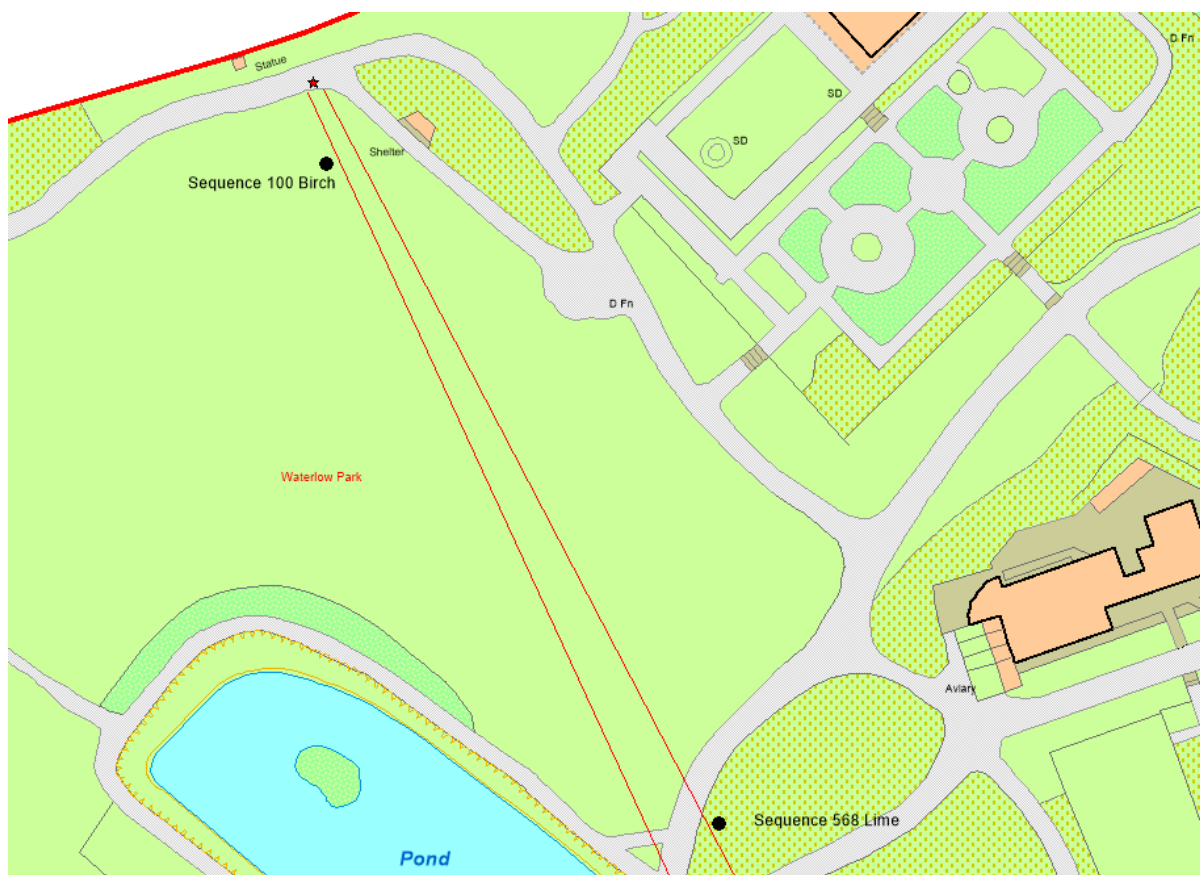 D Fn
Statue
SD
SD
Shelter
Sequence 100 Birch
D Fn
Waterlow Park
Aviary
Sequence 568 Lime
Pond